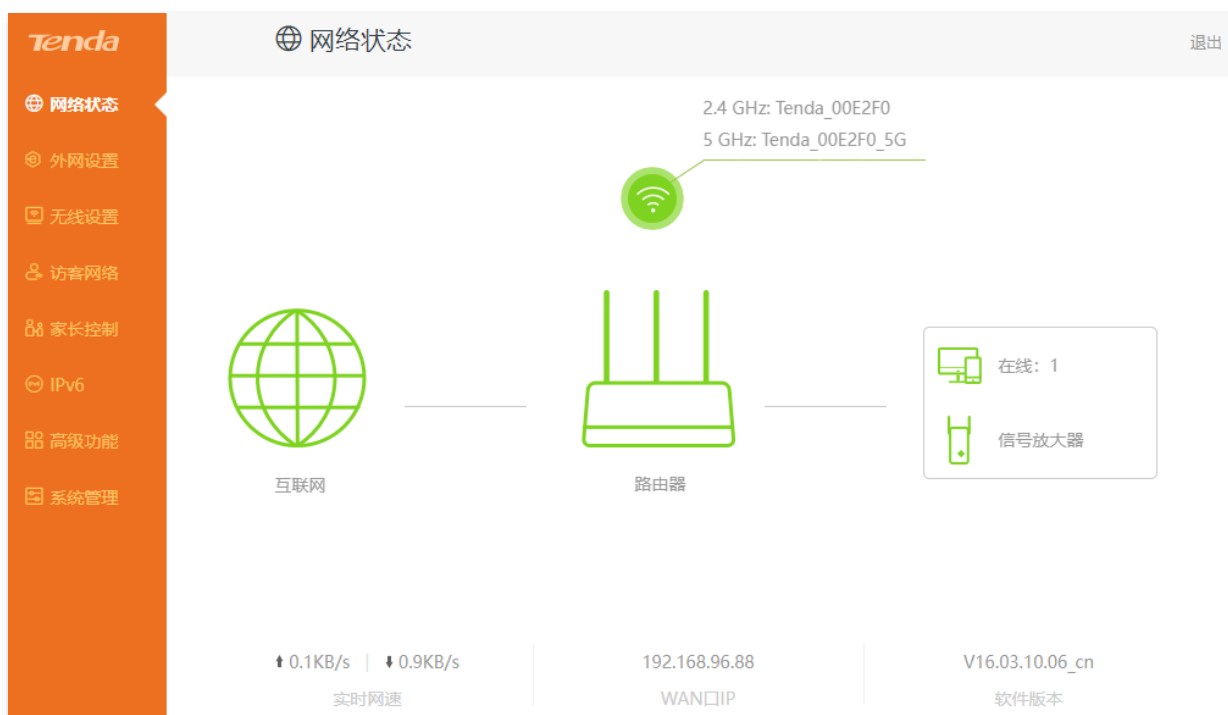 Tenda
网络状态
退出
网络状态
外网设置
无线设置
访客网络
家长控制
IPv6
高级功能
系统管理
2.4 GHz: Tenda_00E2F0
5 GHz: Tenda_00E2F0_5G
互联网
路由器
在线：1
信号放大器
0.1KB/s | 0.9KB/s
实时网速
192.168.96.88
WAN口IP
V16.03.10.06_cn
软件版本